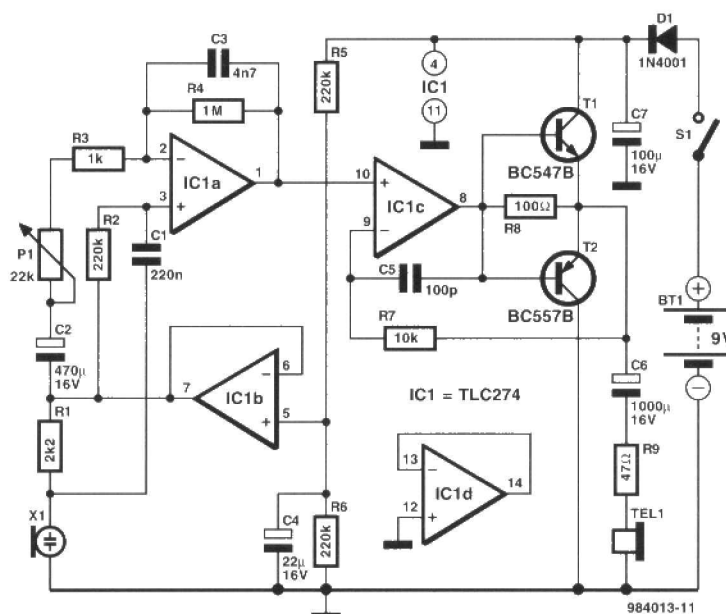 C3
4n7
R4
1M
R3
1k
2
3
1
IC1a
P1
22k
R2
220k
C1
220n
C2
470µ
16V
R1
2k2
X1
7
6
5
IC1b
C4
22µ
16V
R5
220k
R6
220k
4
IC1
11
10
9
8
IC1c
C5
100p
R7
10k
R8
100Ω
T1
BC547B
T2
BC557B
IC1 = TLC274
13
12
14
IC1d
D1
1N4001
C7
100µ
16V
S1
BT1
9V
C6
1000µ
16V
R9
47Ω
TEL1
984013-11